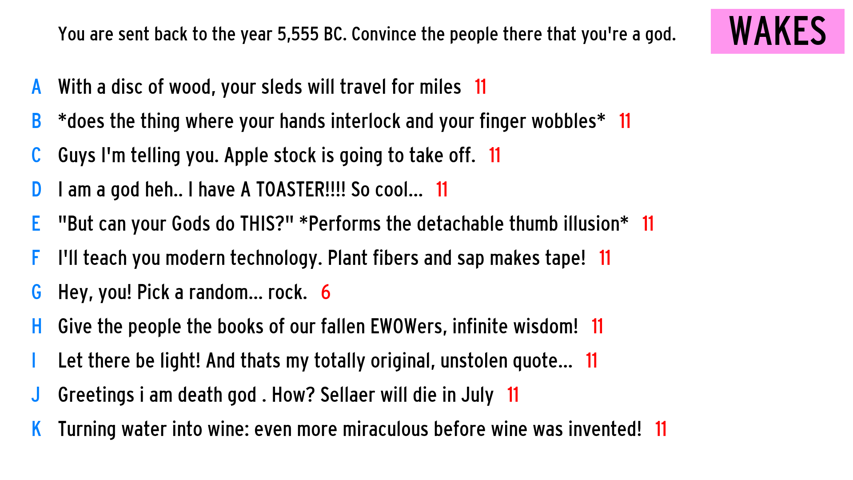 You are sent back to the year 5,555 BC. Convince the people there that you're a god.
WAKES
A With a disc of wood, your sleds will travel for miles 11
B *does the thing where your hands interlock and your finger wobbles* 11
C Guys I'm telling you. Apple stock is going to take off. 11
D I am a god heh.. I have A TOASTER!!!! So cool... 11
E "But can your Gods do THIS?" *Performs the detachable thumb illusion* 11
F I'll teach you modern technology. Plant fibers and sap makes tape! 11
G Hey, you! Pick a random... rock. 6
H Give the people the books of our fallen EWOWers, infinite wisdom! 11
I Let there be light! And thats my totally original, unstolen quote... 11
J Greetings i am death god . How? Sellaer will die in July 11
K Turning water into wine: even more miraculous before wine was invented! 11